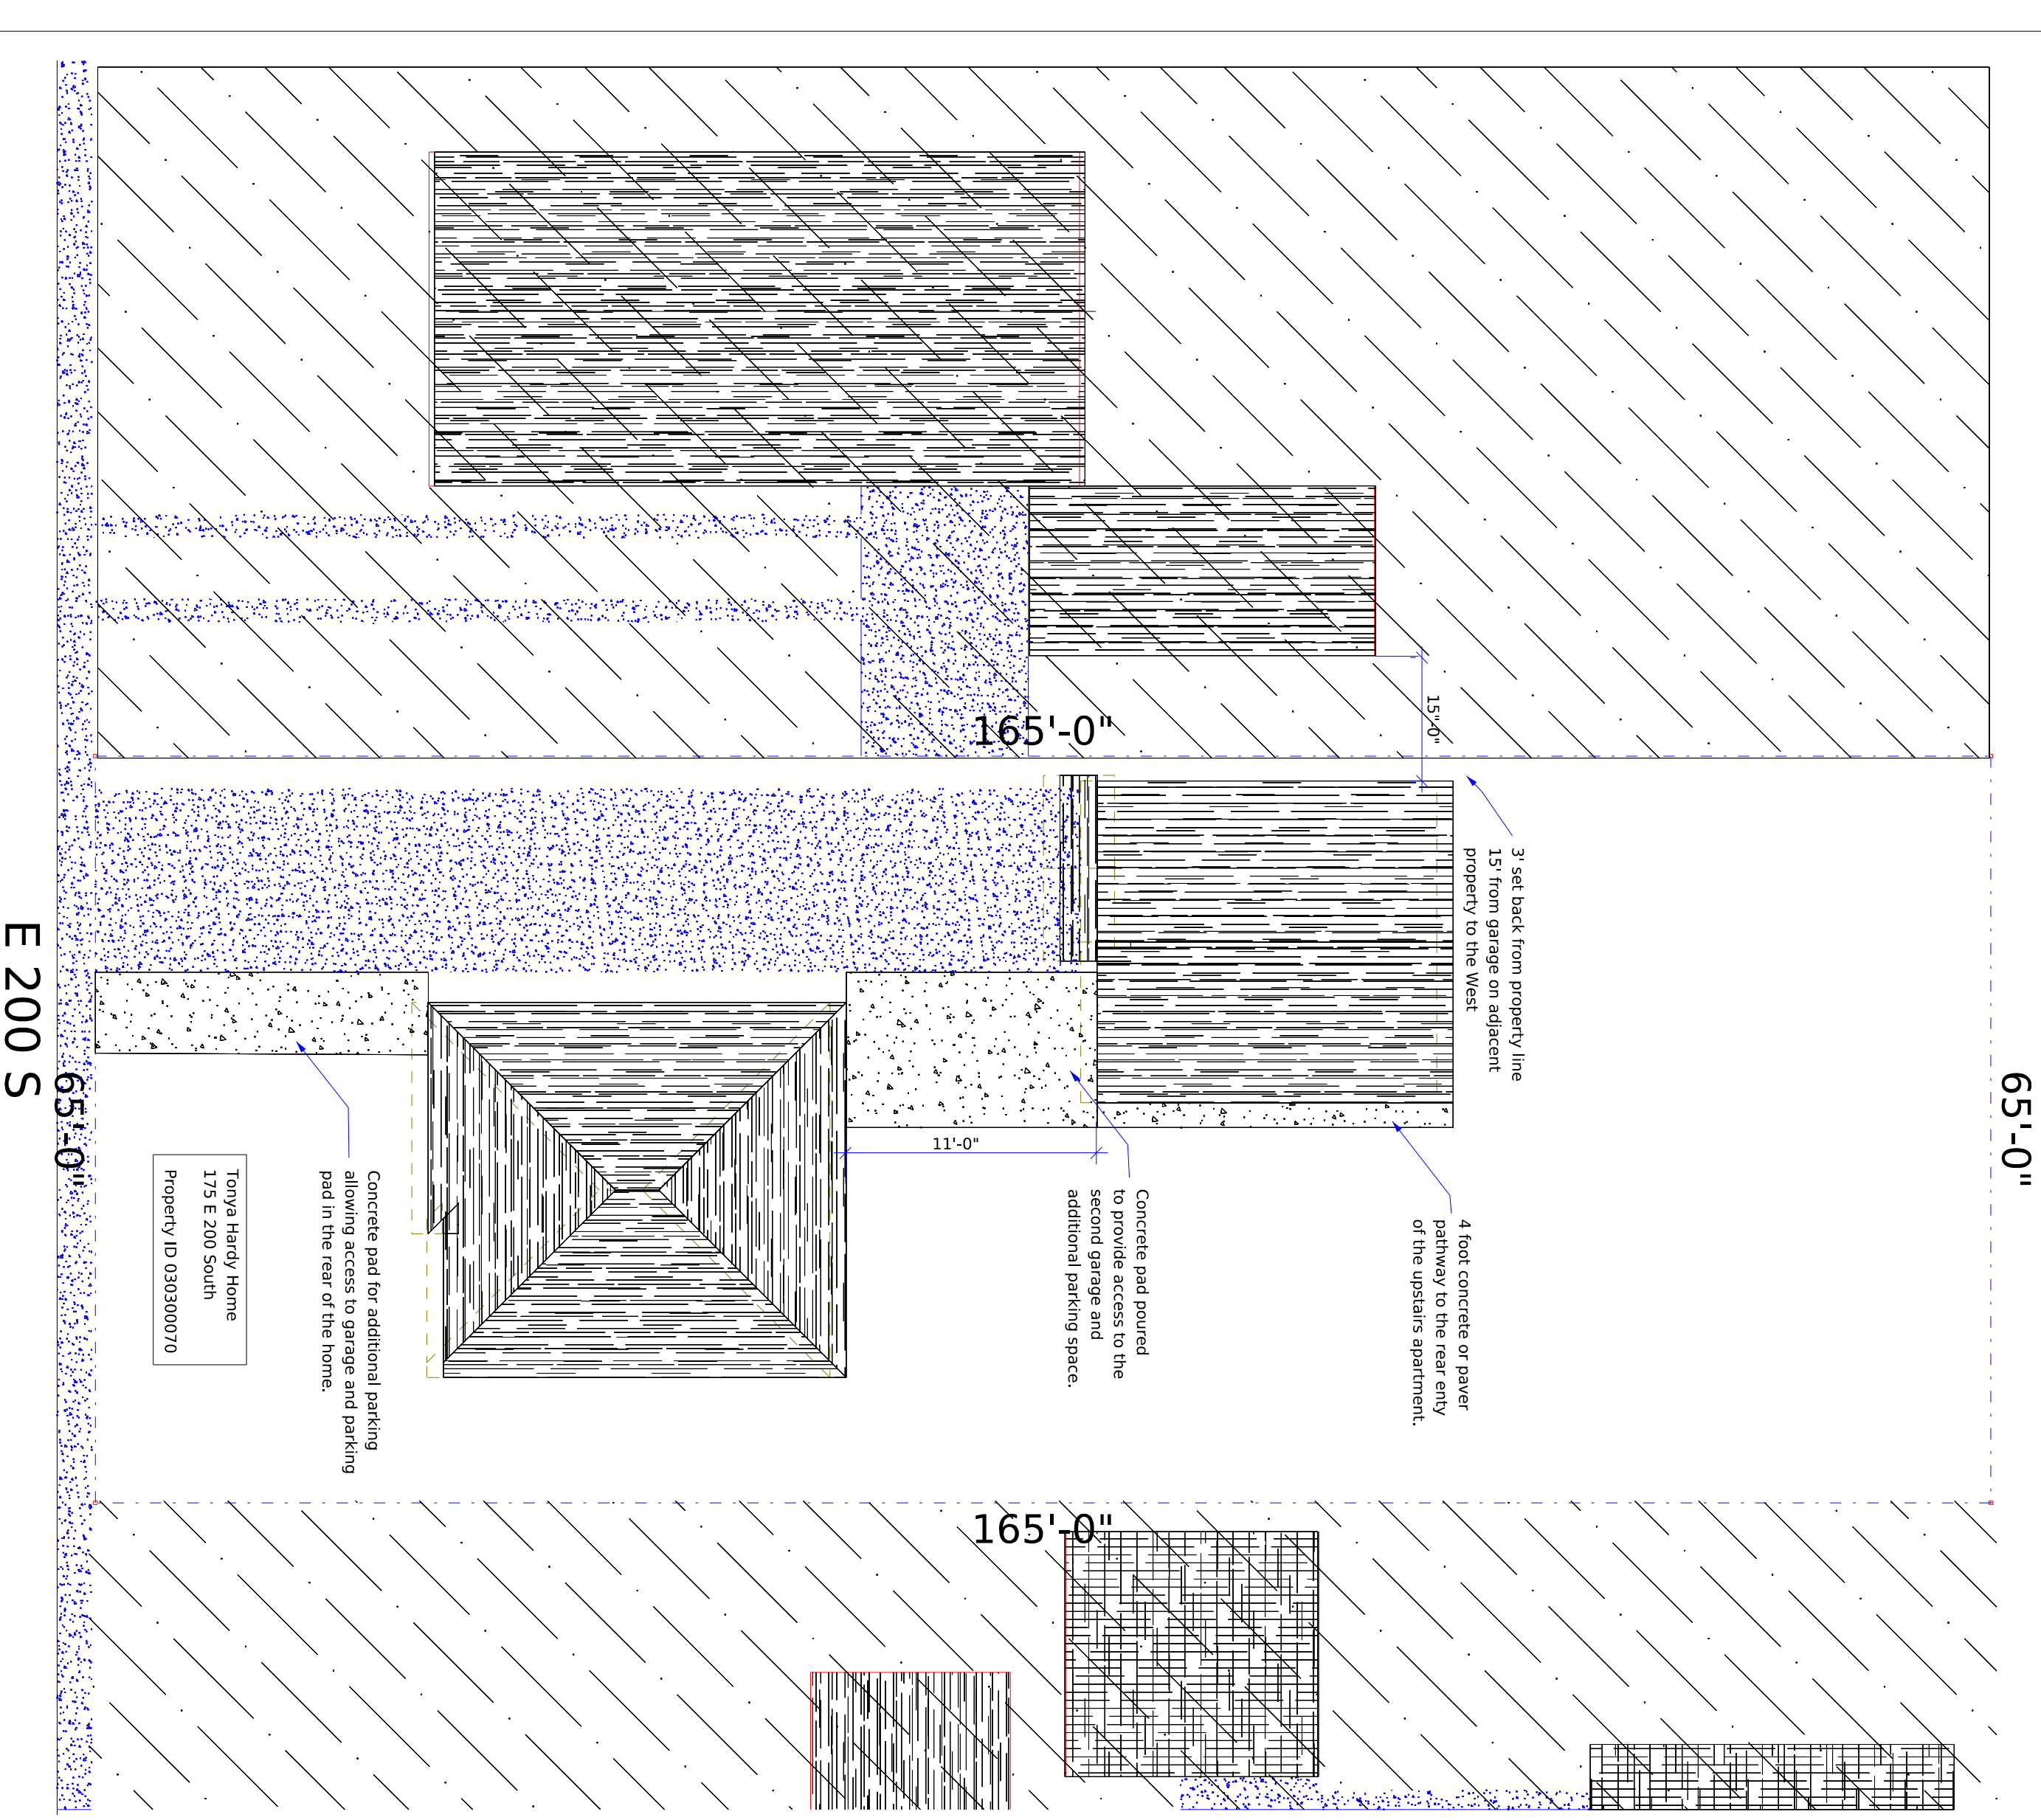 165'-0"
15"-0"
3' set back from property line
15' from garage on adjacent
property to the West
E 200 S
65'-0"
65'-0"
11'-0"
Tonya Hardy Home
175 E 200 South
Property ID 030300070
Concrete pad for additional parking
allowing access to garage and parking
pad in the rear of the home.
Concrete pad poured
to provide access to the
second garage and
additional parking space.
4 foot concrete or paver
pathway to the rear enty
of the upstairs apartment.
165'-0"